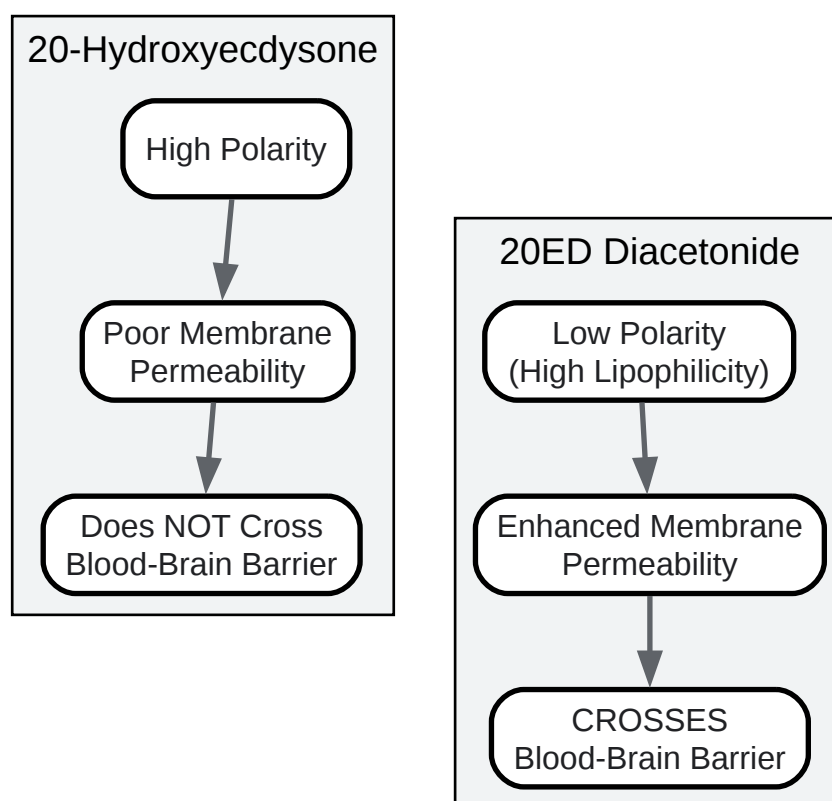 20-Hydroxyecdysone
High Polarity
Poor Membrane
Permeability
Does NOT Cross
Blood-Brain Barrier
20ED Diacetonide
Low Polarity
(High Lipophilicity)
Enhanced Membrane
Permeability
CROSSES
Blood-Brain Barrier